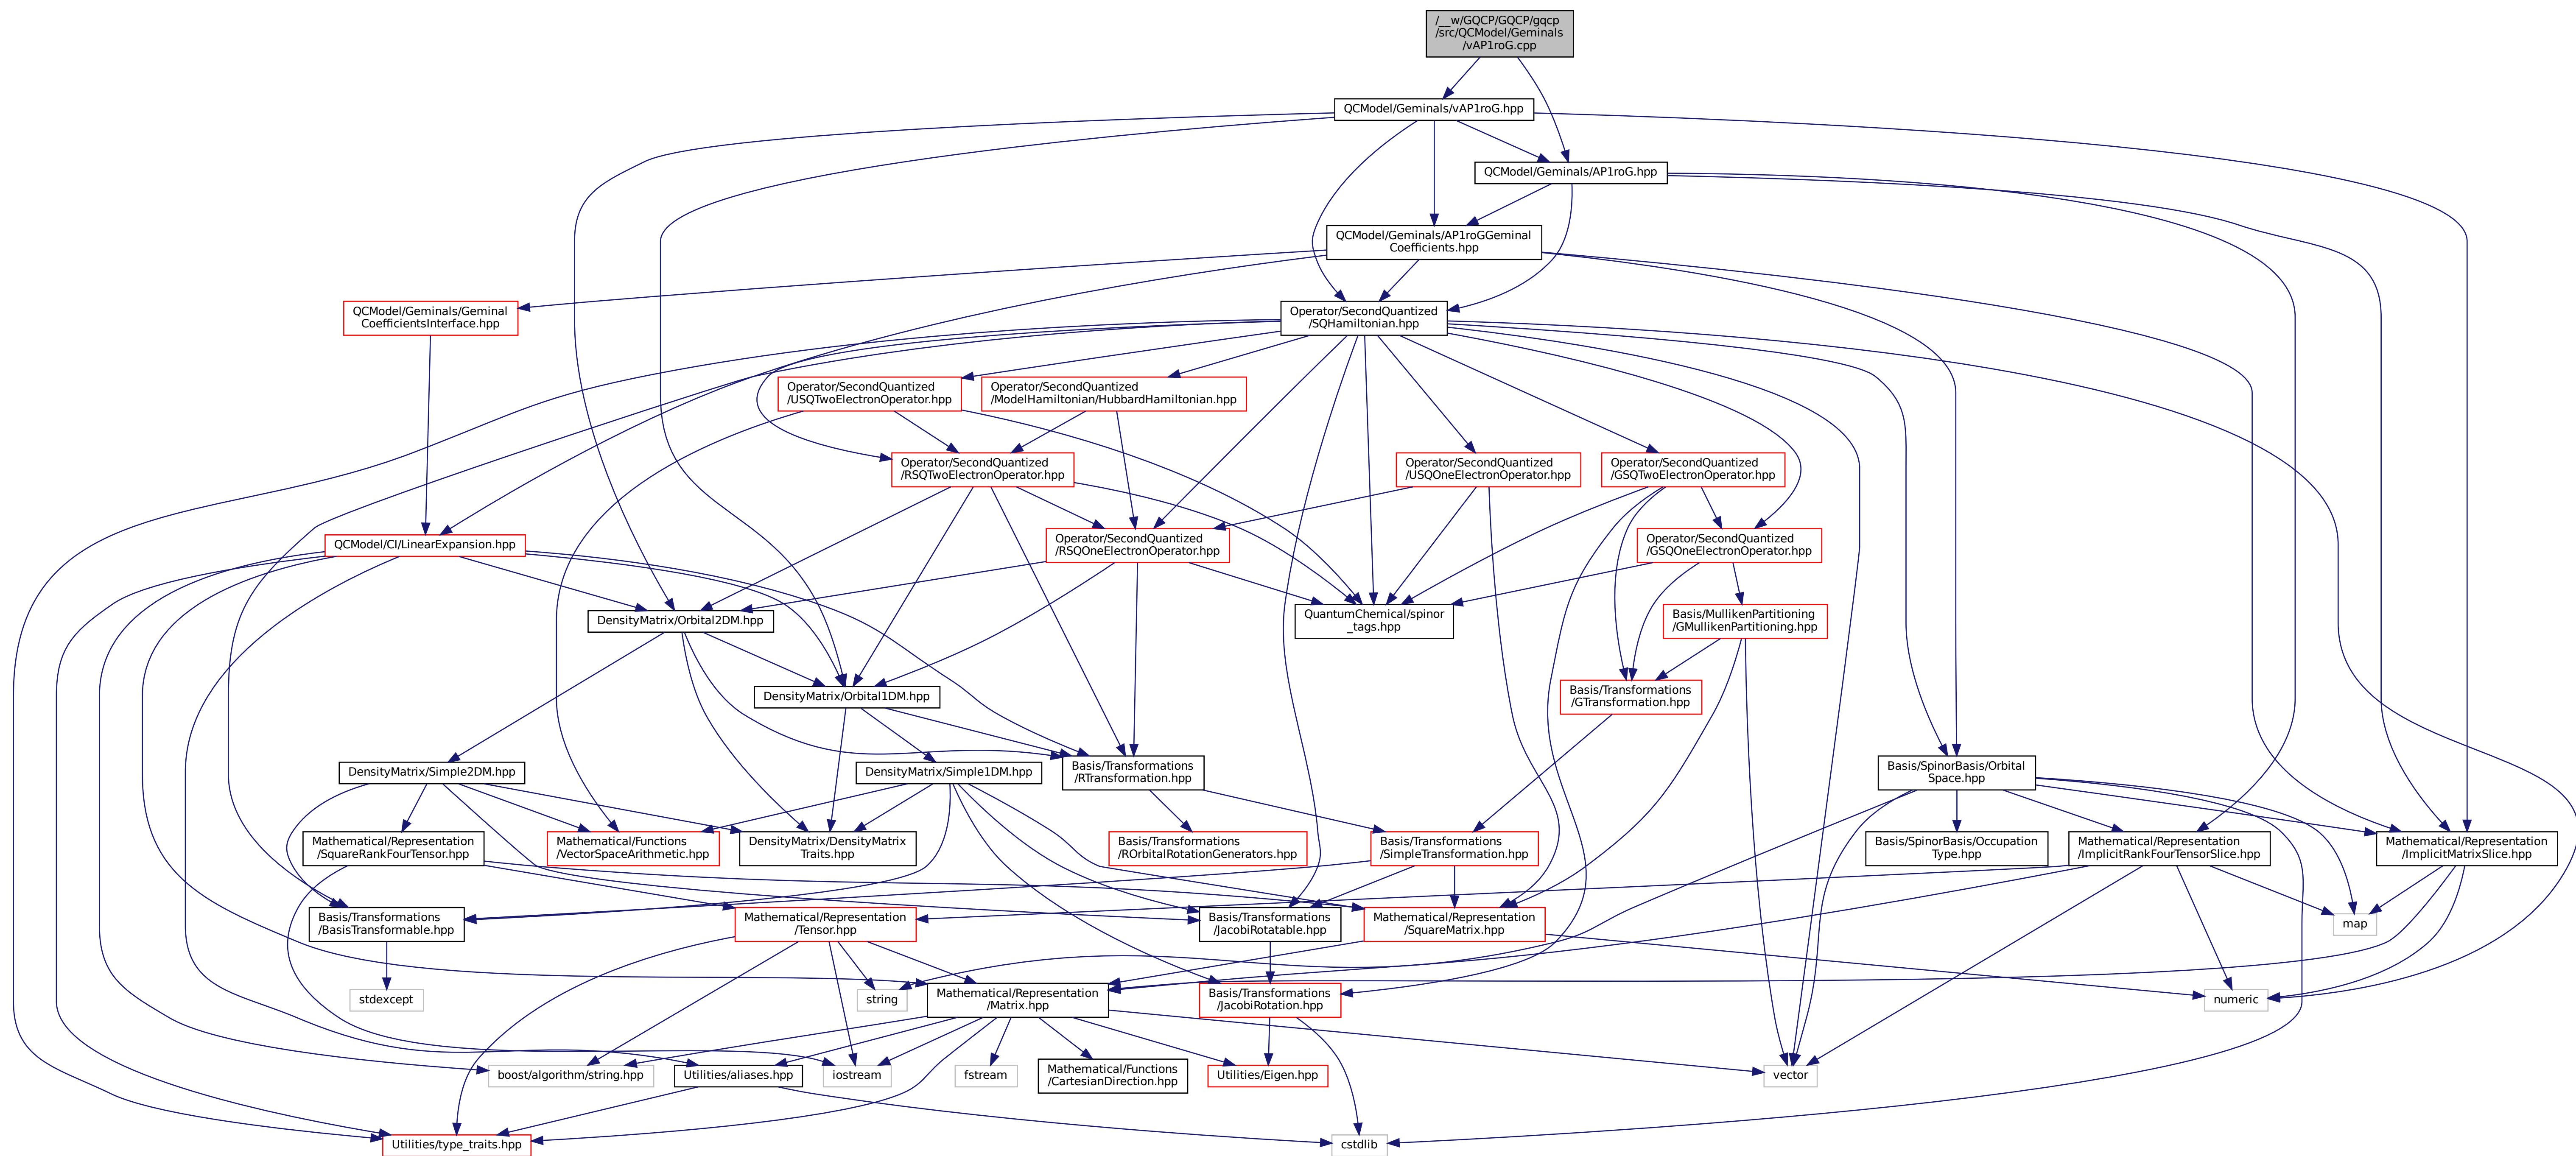 /__w/GQCP/GQCP/gqcp
/src/QCModel/Geminals
/vAP1roG.cpp
QCModel/Geminals/vAP1roG.hpp
QCModel/Geminals/AP1roG.hpp
QCModel/Geminals/AP1roGGeminal
Coefficients.hpp
QCModel/Geminals/Geminal
CoefficientsInterface.hpp
Operator/SecondQuantized
/SQHamiltonian.hpp
Operator/SecondQuantized
/USQTwoElectronOperator.hpp
Operator/SecondQuantized
/ModelHamiltonian/HubbardHamiltonian.hpp
Operator/SecondQuantized
/RSQTwoElectronOperator.hpp
Operator/SecondQuantized
/USQOneElectronOperator.hpp
Operator/SecondQuantized
/GSQTwoElectronOperator.hpp
QCModel/CI/LinearExpansion.hpp
Operator/SecondQuantized
/RSQOneElectronOperator.hpp
Operator/SecondQuantized
/GSQOneElectronOperator.hpp
DensityMatrix/Orbital2DM.hpp
QuantumChemical/spinor
_tags.hpp
Basis/MullikenPartitioning
/GMullikenPartitioning.hpp
DensityMatrix/Orbital1DM.hpp
Basis/Transformations
/GTransformation.hpp
DensityMatrix/Simple2DM.hpp
DensityMatrix/Simple1DM.hpp
Basis/Transformations
/RTransformation.hpp
Basis/SpinorBasis/Orbital
Space.hpp
Mathematical/Representation
/SquareRankFourTensor.hpp
Mathematical/Functions
/VectorSpaceArithmetic.hpp
DensityMatrix/DensityMatrix
Traits.hpp
Basis/Transformations
/ROrbitalRotationGenerators.hpp
Basis/Transformations
/SimpleTransformation.hpp
Basis/SpinorBasis/Occupation
Type.hpp
Mathematical/Representation
/ImplicitRankFourTensorSlice.hpp
Mathematical/Representation
/ImplicitMatrixSlice.hpp
Basis/Transformations
/BasisTransformable.hpp
Mathematical/Representation
/Tensor.hpp
Basis/Transformations
/JacobiRotatable.hpp
Mathematical/Representation
/SquareMatrix.hpp
map
stdexcept
string
Mathematical/Representation
/Matrix.hpp
Basis/Transformations
/JacobiRotation.hpp
numeric
boost/algorithm/string.hpp
Utilities/aliases.hpp
iostream
fstream
Mathematical/Functions
/CartesianDirection.hpp
Utilities/Eigen.hpp
vector
Utilities/type_traits.hpp
cstdlib